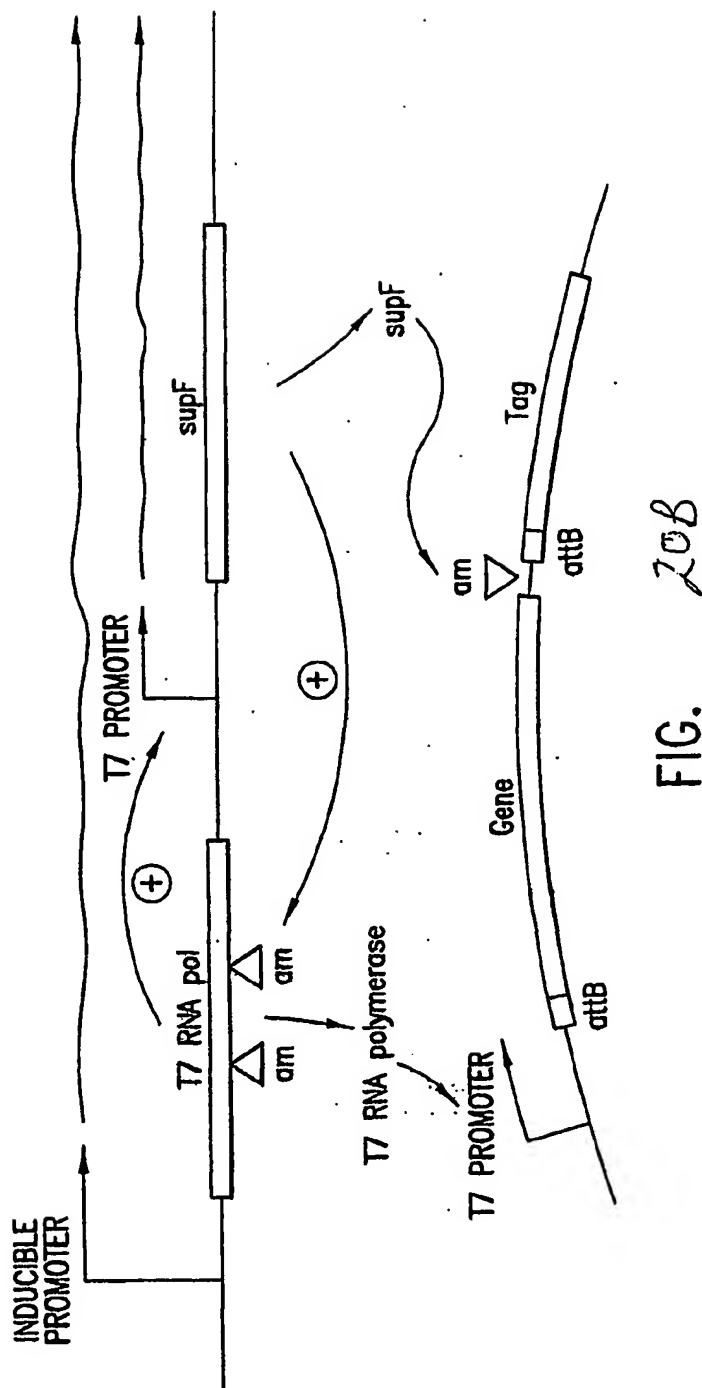 INDUCIBLE
PROMOTER
T7 PROMOTER
T7 RNA pol
supF
am
am
supF
T7 RNA polymerase
T7 PROMOTER
am
Gene
Tag
attB
attB
FIG. 20B